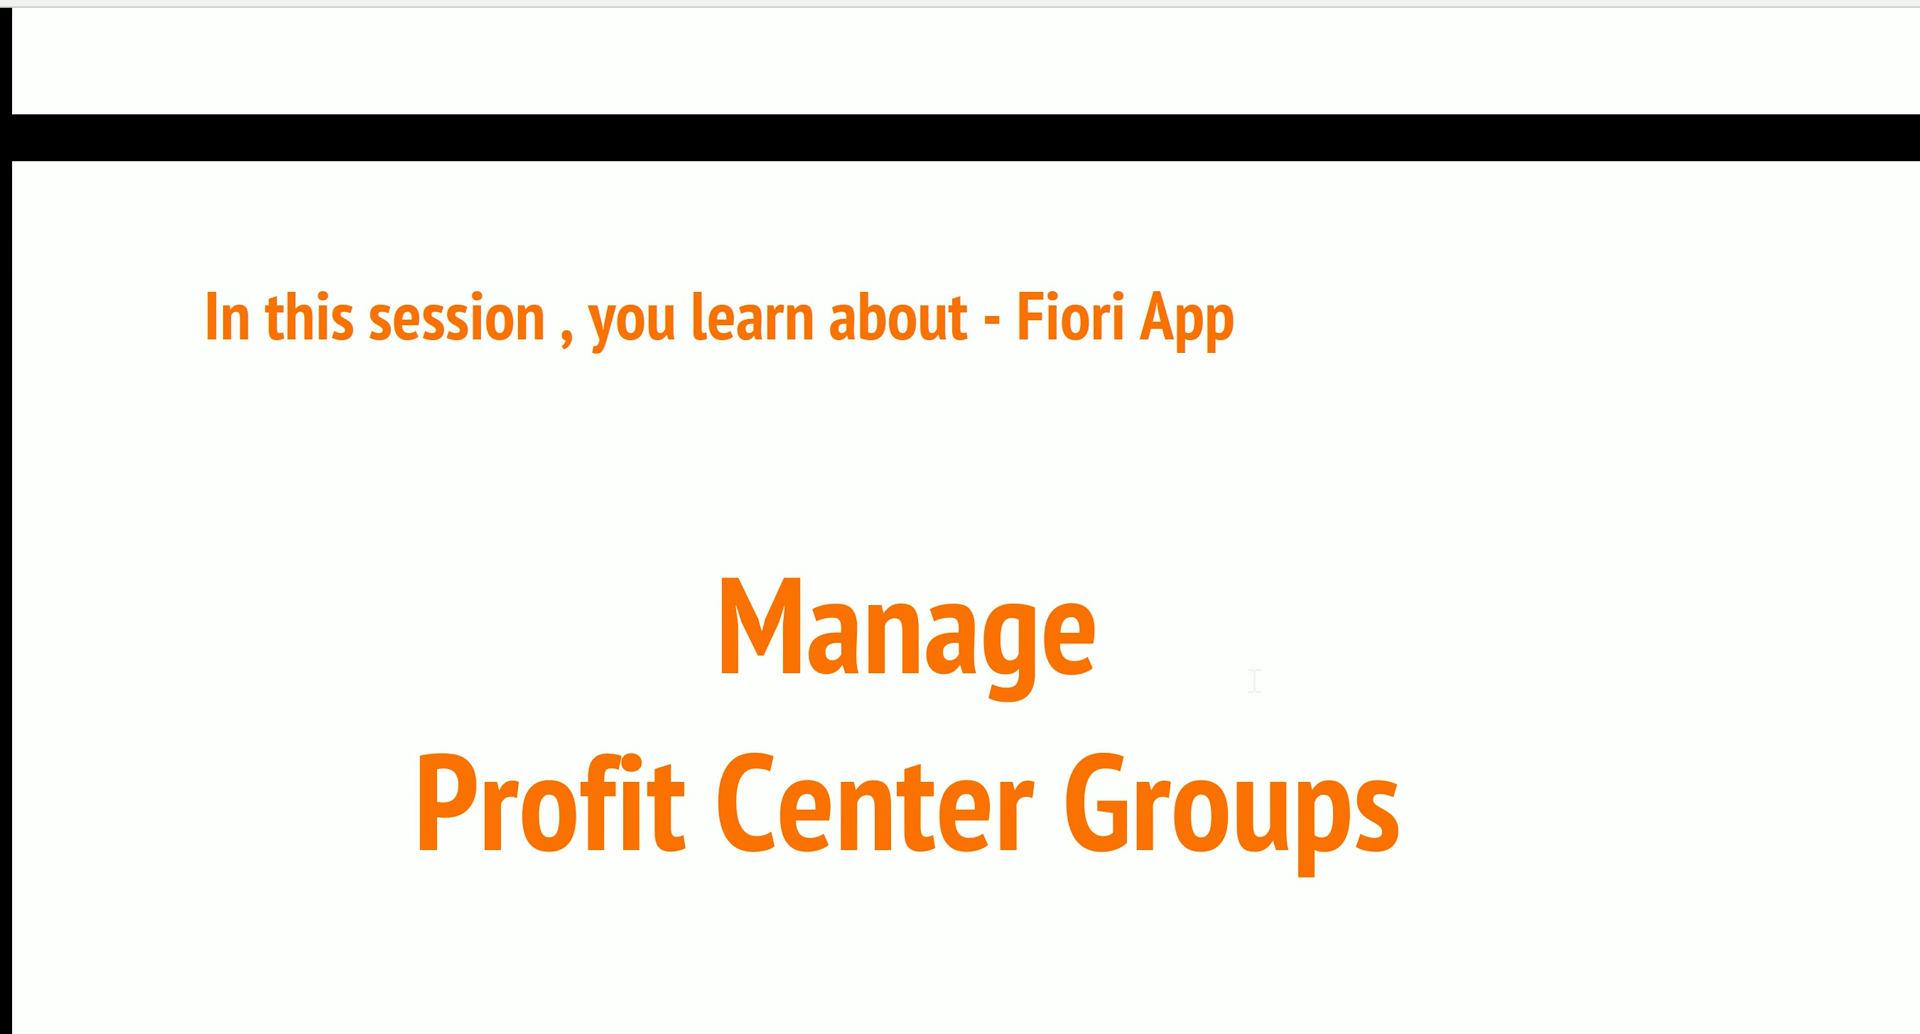 In this session , you learn about - Fiori App
Manage
Profit Center Groups